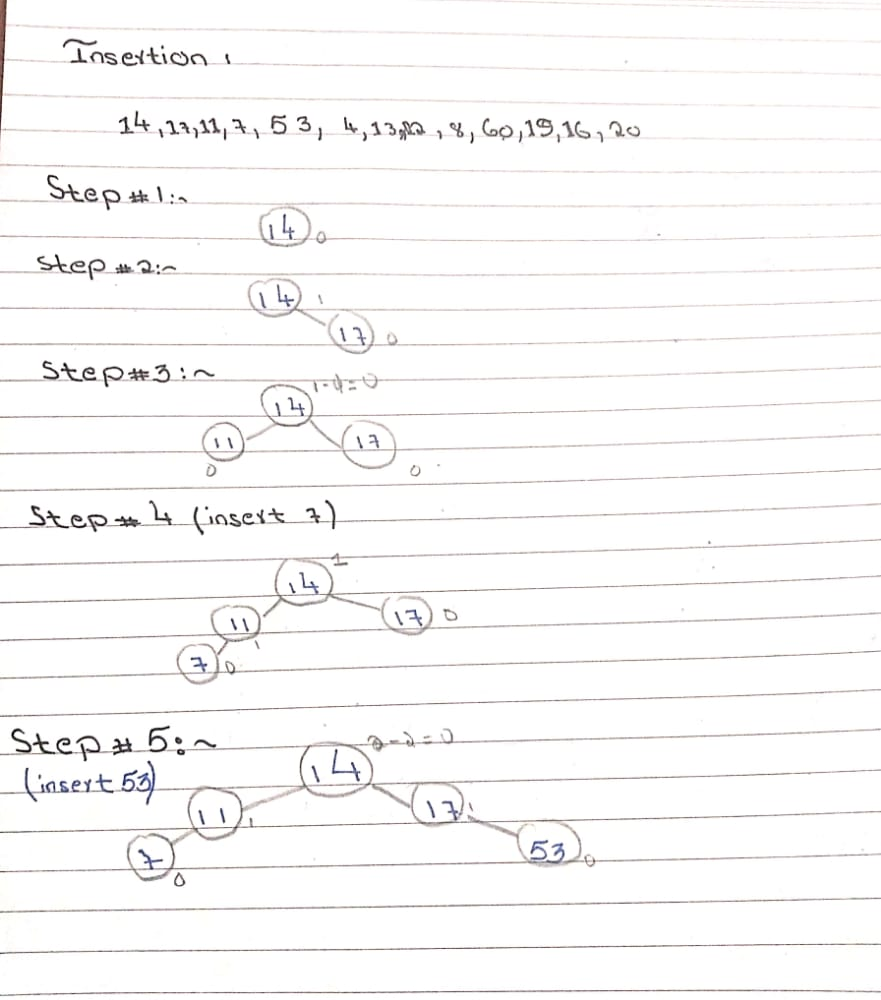 Insertion :
14,17,11,7, 53, 4,13,12 ,8,60,19,16,20
Step # 1:~
14 0
Step # 2:~
14 1
17 0
Step#3:~
1-1=0
14
11 17
0 0
Step # 4 (insert 7)
1
14
11 17 0
1
7 0
Step # 5:~ 2-2=0
(insert 53) 14
11 1 17 1
7 53 0
0